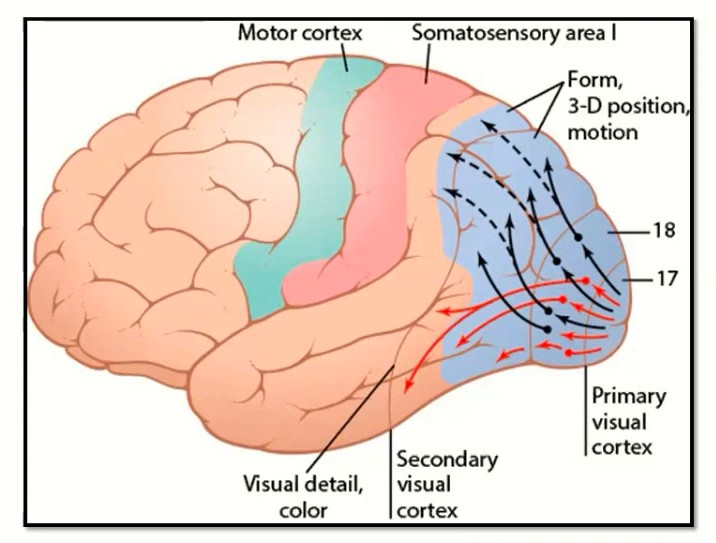 Motor cortex
Somatosensory area I
Form,
3-D position,
motion
18
17
Primary
visual
cortex
Secondary
visual
cortex
Visual detail,
color